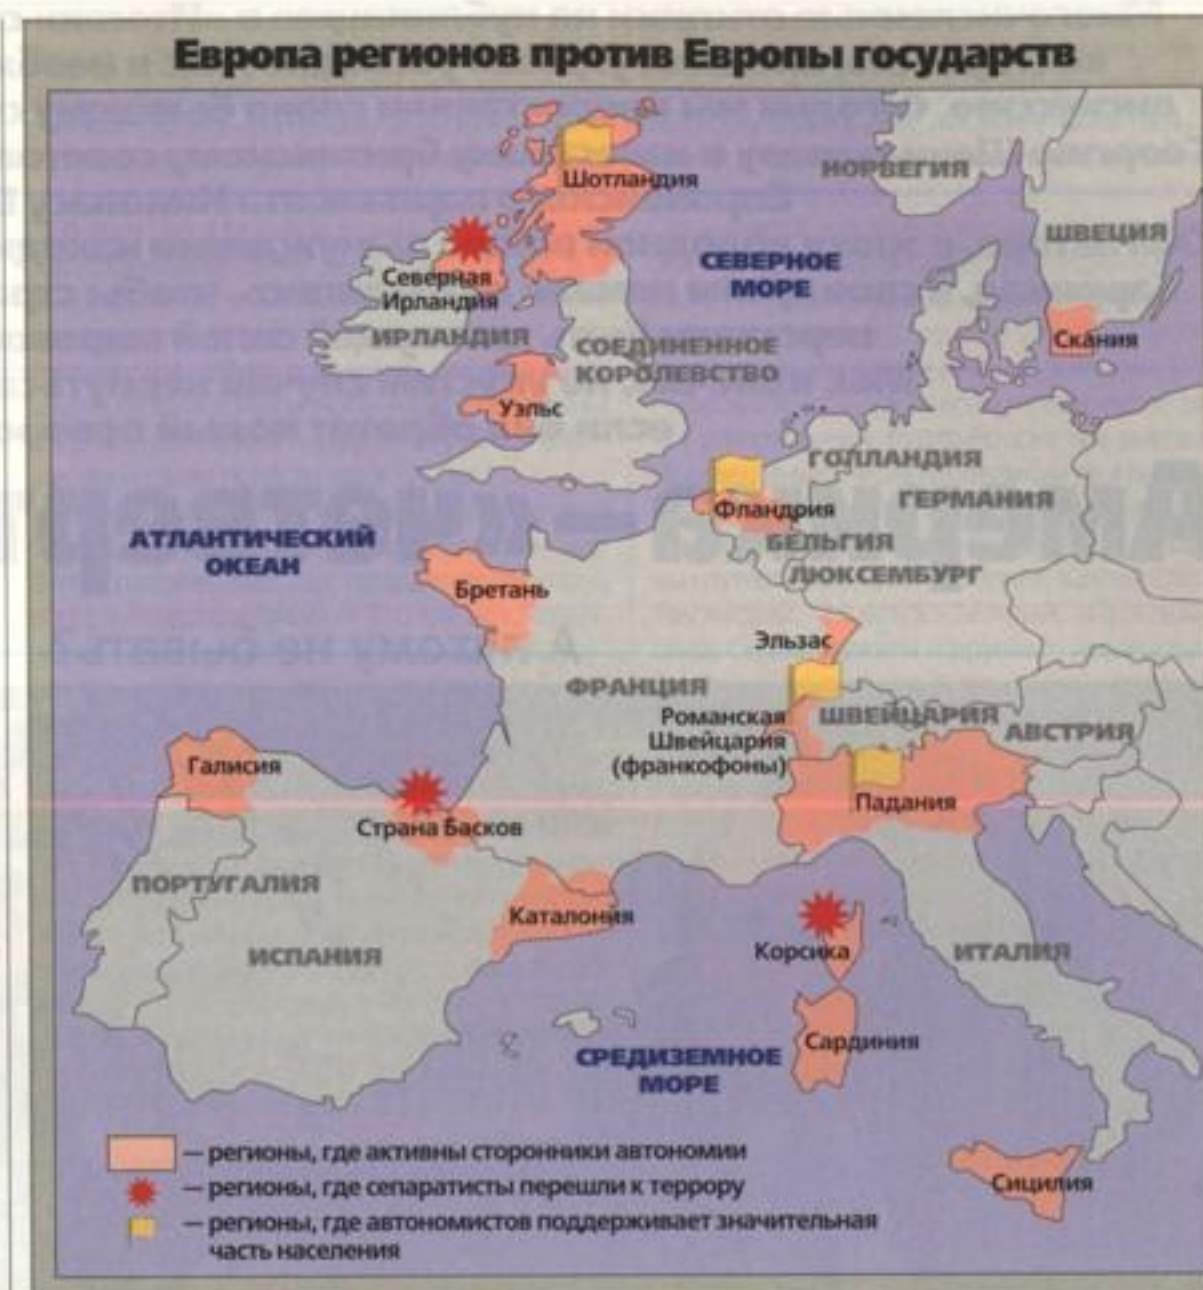 Европа регионов против Европы государств
Шотландия
НОРВЕГИЯ
ШВЕЦИЯ
СЕВЕРНОЕ
МОРЕ
Северная
Ирландия
ИРЛАНДИЯ
Скания
СОЕДИНЕННОЕ
КОРОЛЕВСТВО
Уэльс
ГОЛЛАНДИЯ
ГЕРМАНИЯ
Фландрия
АТЛАНТИЧЕСКИЙ
ОКЕАН
БЕЛЬГИЯ
ЛЮКСЕМБУРГ
Бретань
Эльзас
ФРАНЦИЯ
Романская
Швейцария
(франкофоны)
ШВЕЙЦАРИЯ
АВСТРИЯ
Галисия
Падания
Страна Басков
ПОРТУГАЛИЯ
Каталония
ИСПАНИЯ
Корсика
ИТАЛИЯ
Сардиния
СРЕДИЗЕМНОЕ
МОРЕ
— регионы, где активны сторонники автономии
— регионы, где сепаратисты перешли к террору
— регионы, где автономистов поддерживает значительная
часть населения
Сицилия